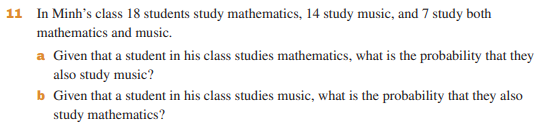 11 In Minh's class 18 students study mathematics, 14 study music, and 7 study both
mathematics and music.
a Given that a student in his class studies mathematics, what is the probability that they
also study music?
b Given that a student in his class studies music, what is the probability that they also
study mathematics?